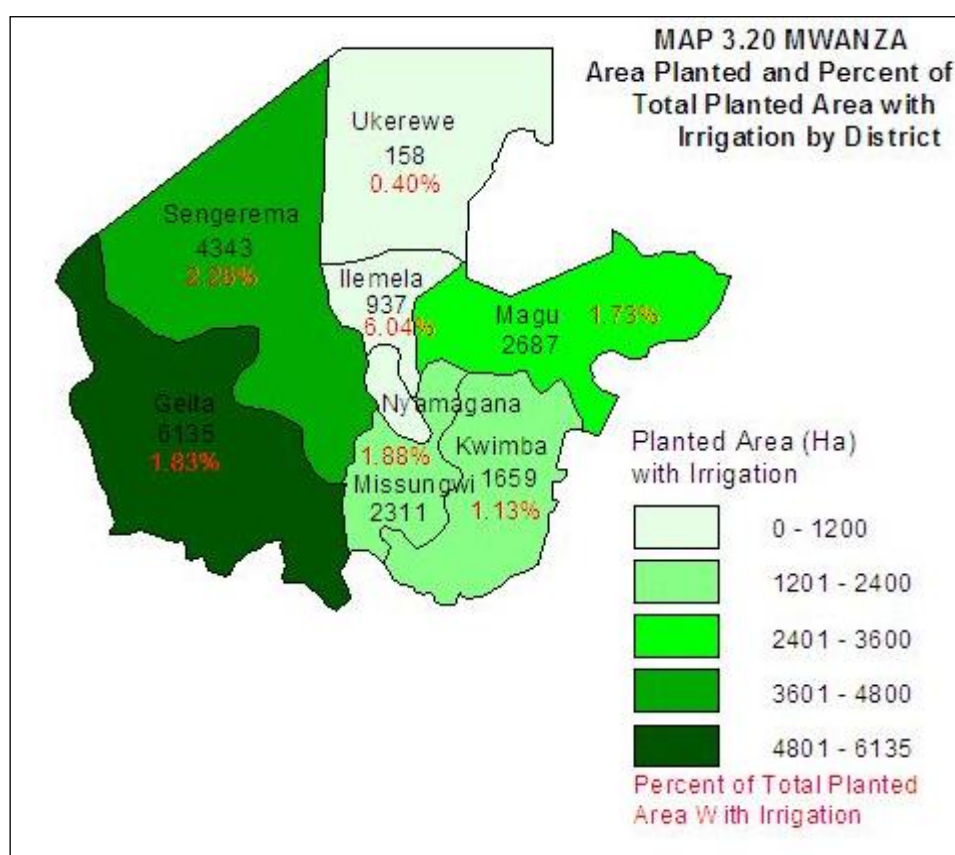 MAP 3.20 MWANZA
Area Planted and Percent of
Total Planted Area with
Irrigation by District
Ukerewe
158
0.40%
Sengerema
4343
2.28%
Ilemela
937
6.04%
Magu
1.73%
2687
Geita
6135
1.83%
Nyamagana
1.88%
Missungwi
2311
Kwimba
1659
1.13%
Planted Area (Ha)
with Irrigation
0 - 1200
1201 - 2400
2401 - 3600
3601 - 4800
4801 - 6135
Percent of Total Planted
Area With Irrigation